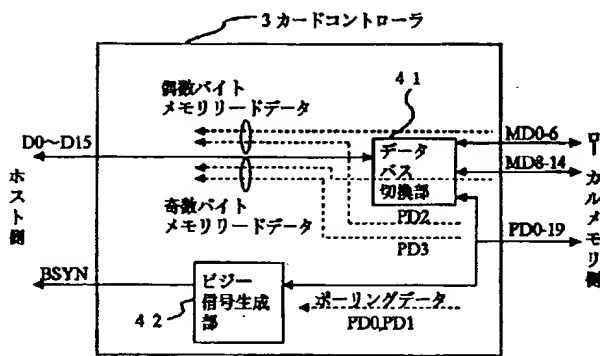 3カードコントローラ
偶数バイト
メモリリードデータ
41
D0～D15
MD0-6
データ
バス
切換部
MD8-14
ホスト側
ローカルメモリ側
奇数バイト
メモリリードデータ
PD2
PD3
PD0-19
BSYN
ビジー
信号生成
部
42
ポーリングデータ
PD0,PD1